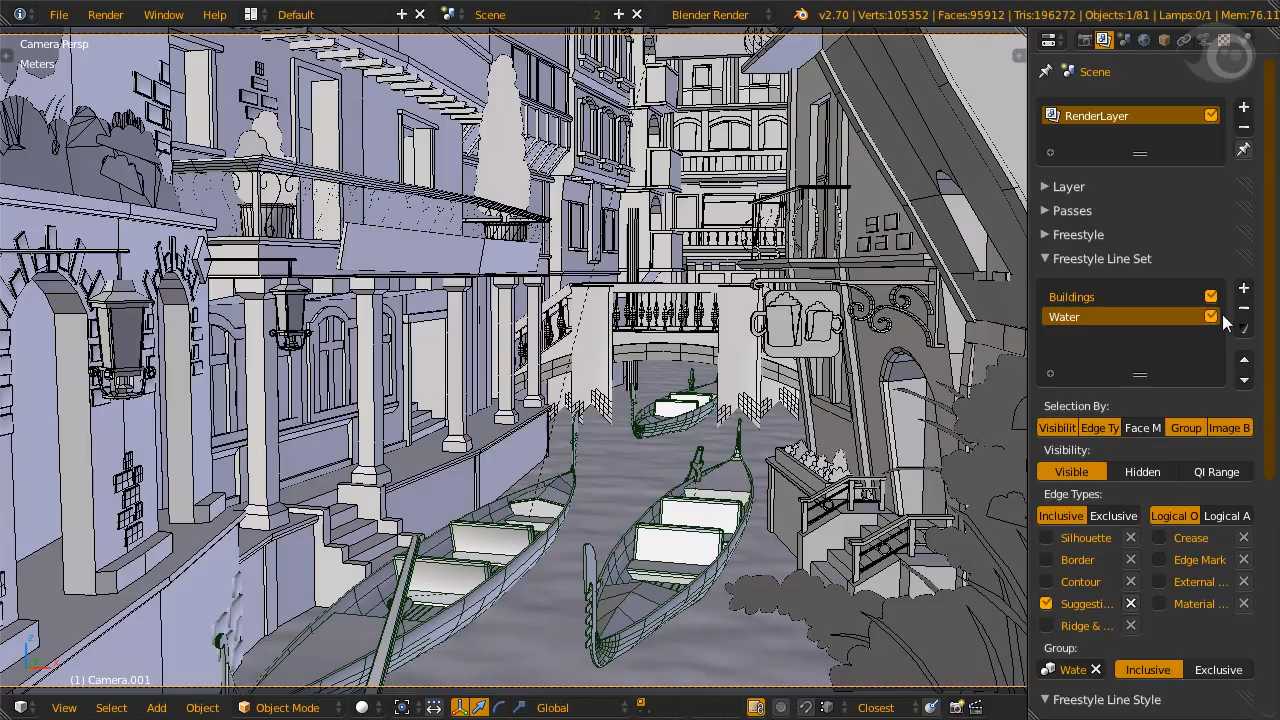 File Render Window Help Default Scene 2 Blender Render v2.70 | Verts:105352 | Faces:95912 | Tris:196272 | Objects:1/81 | Lamps:0/1 | Mem:76.11
Camera Persp
Meters
Scene
RenderLayer
Layer
Passes
Freestyle
Freestyle Line Set
Buildings
Water
Selection By:
Visibilit Edge Ty Face M Group Image B
Visibility:
Visible Hidden QI Range
Edge Types:
Inclusive Exclusive Logical O Logical A
Silhouette Crease
Border Edge Mark
Contour External ...
Suggesti... Material ...
Ridge & ...
Group:
Wate Inclusive Exclusive
Freestyle Line Style
(1) Camera.001
View Select Add Object Object Mode Global Closest